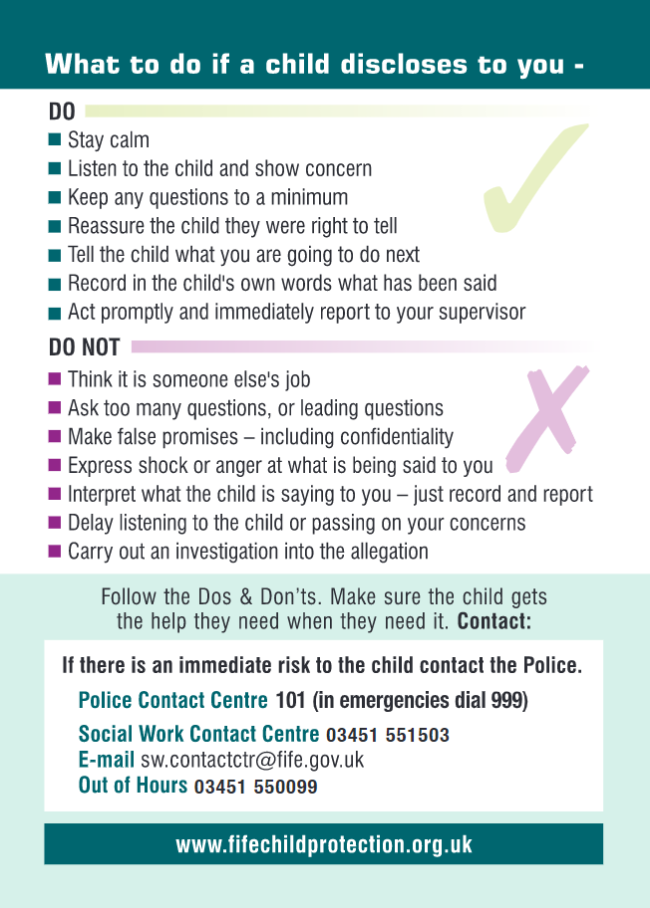 What to do if a child discloses to you -
DO
Stay calm
Listen to the child and show concern
Keep any questions to a minimum
Reassure the child they were right to tell
Tell the child what you are going to do next
Record in the child's own words what has been said
Act promptly and immediately report to your supervisor
DO NOT
Think it is someone else's job
Ask too many questions, or leading questions
Make false promises – including confidentiality
Express shock or anger at what is being said to you
Interpret what the child is saying to you – just record and report
Delay listening to the child or passing on your concerns
Carry out an investigation into the allegation
Follow the Dos & Don'ts. Make sure the child gets
the help they need when they need it. Contact:
If there is an immediate risk to the child contact the Police.
Police Contact Centre 101 (in emergencies dial 999)
Social Work Contact Centre 03451 551503
E-mail sw.contactctr@fife.gov.uk
Out of Hours 03451 550099
www.fifechildprotection.org.uk